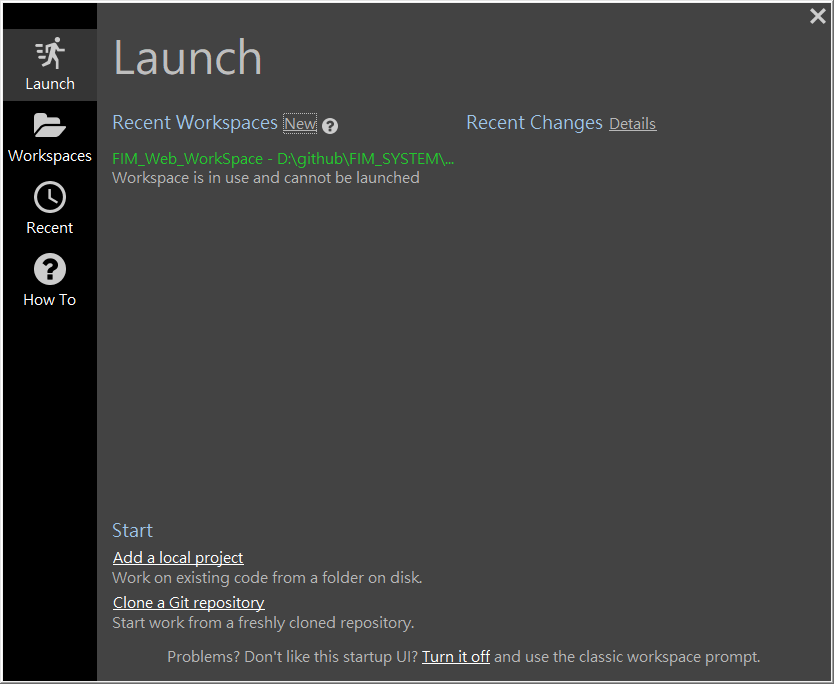 Launch
Workspaces
Recent
How To
Launch
Recent Workspaces New ?
FIM_Web_WorkSpace - D:\github\FIM_SYSTEM\...
Workspace is in use and cannot be launched
Recent Changes Details
Start
Add a local project
Work on existing code from a folder on disk.
Clone a Git repository
Start work from a freshly cloned repository.
Problems? Don't like this startup UI? Turn it off and use the classic workspace prompt.